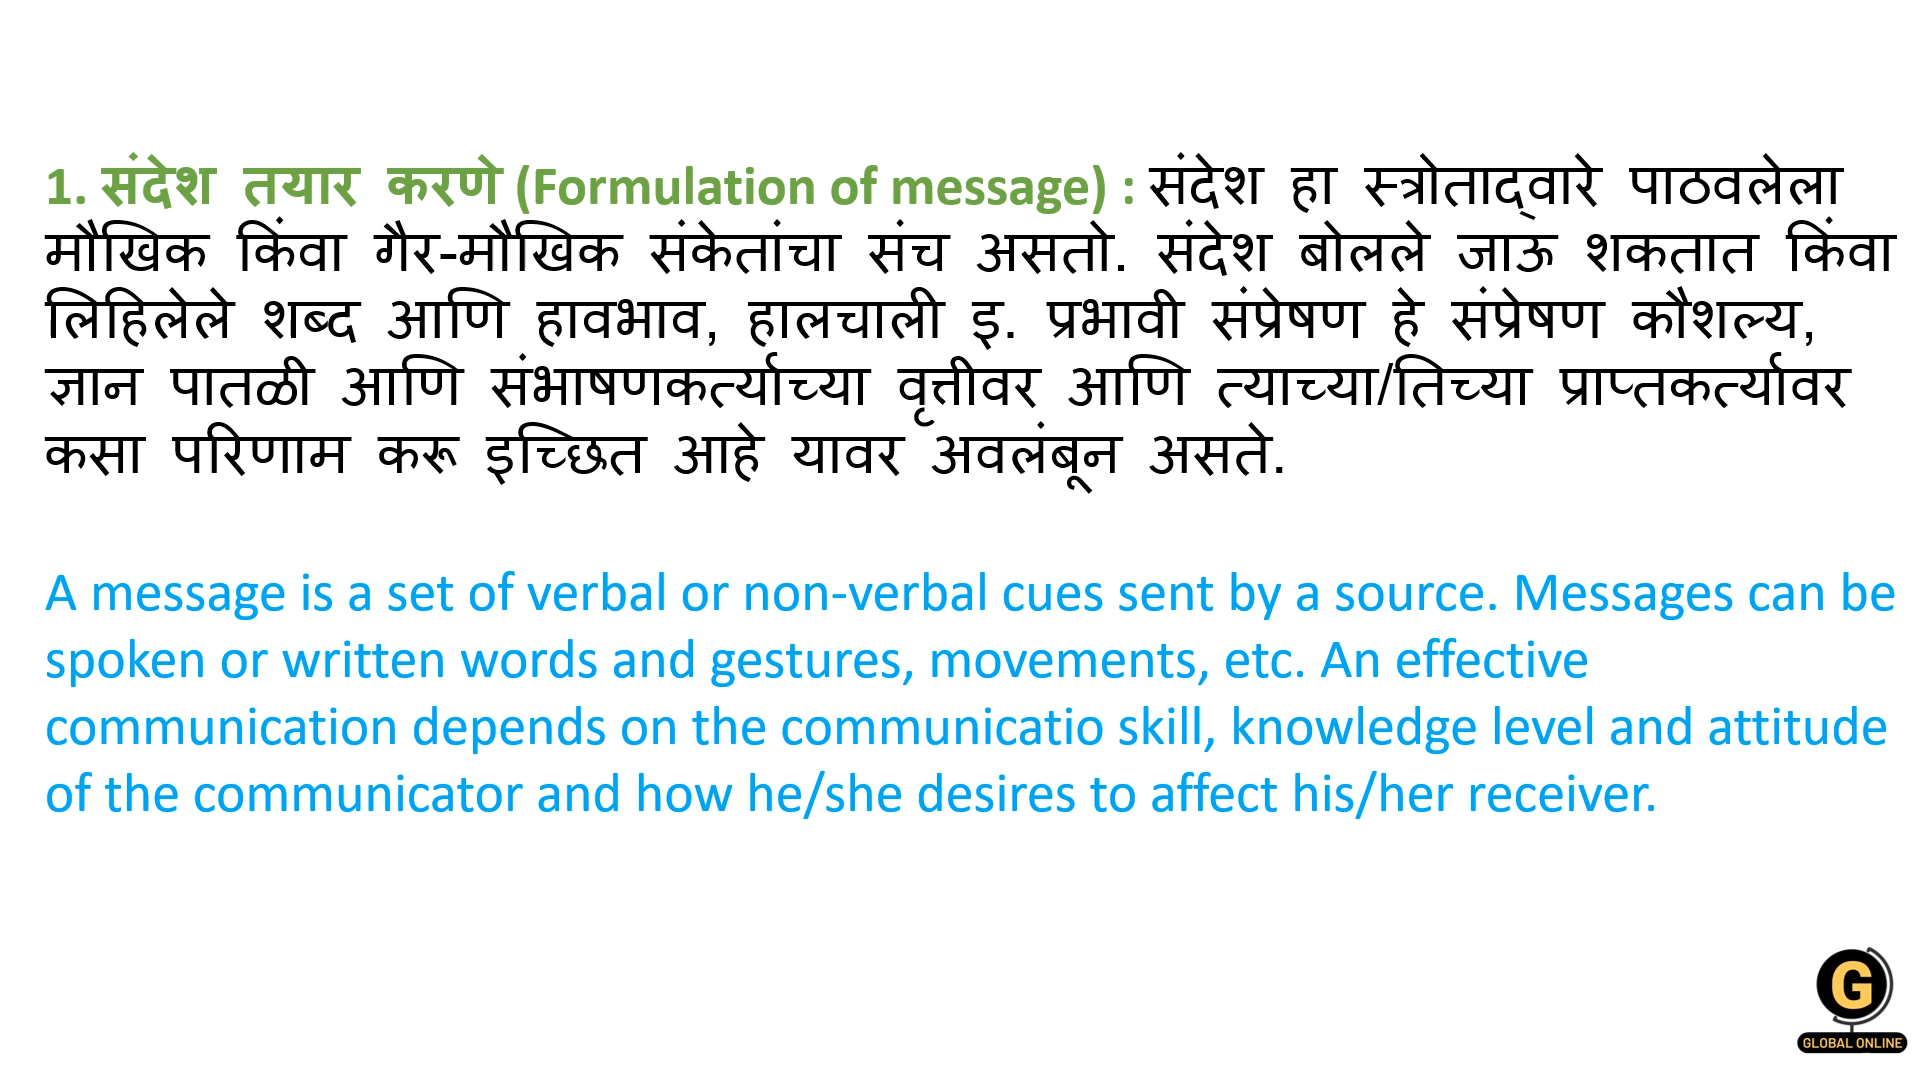 1. संदेश तयार करणे (Formulation of message) : संदेश हा स्त्रोताद्वारे पाठवलेला
मौखिक किंवा गैर-मौखिक संकेतांचा संच असतो. संदेश बोलले जाऊ शकतात किंवा
लिहिलेले शब्द आणि हावभाव, हालचाली इ. प्रभावी संप्रेषण हे संप्रेषण कौशल्य,
ज्ञान पातळी आणि संभाषणकर्त्याच्या वृत्तीवर आणि त्याच्या/तिच्या प्राप्तकर्त्यावर
कसा परिणाम करू इच्छित आहे यावर अवलंबून असते.
A message is a set of verbal or non-verbal cues sent by a source. Messages can be
spoken or written words and gestures, movements, etc. An effective
communication depends on the communicatio skill, knowledge level and attitude
of the communicator and how he/she desires to affect his/her receiver.
G
GLOBAL ONLINE